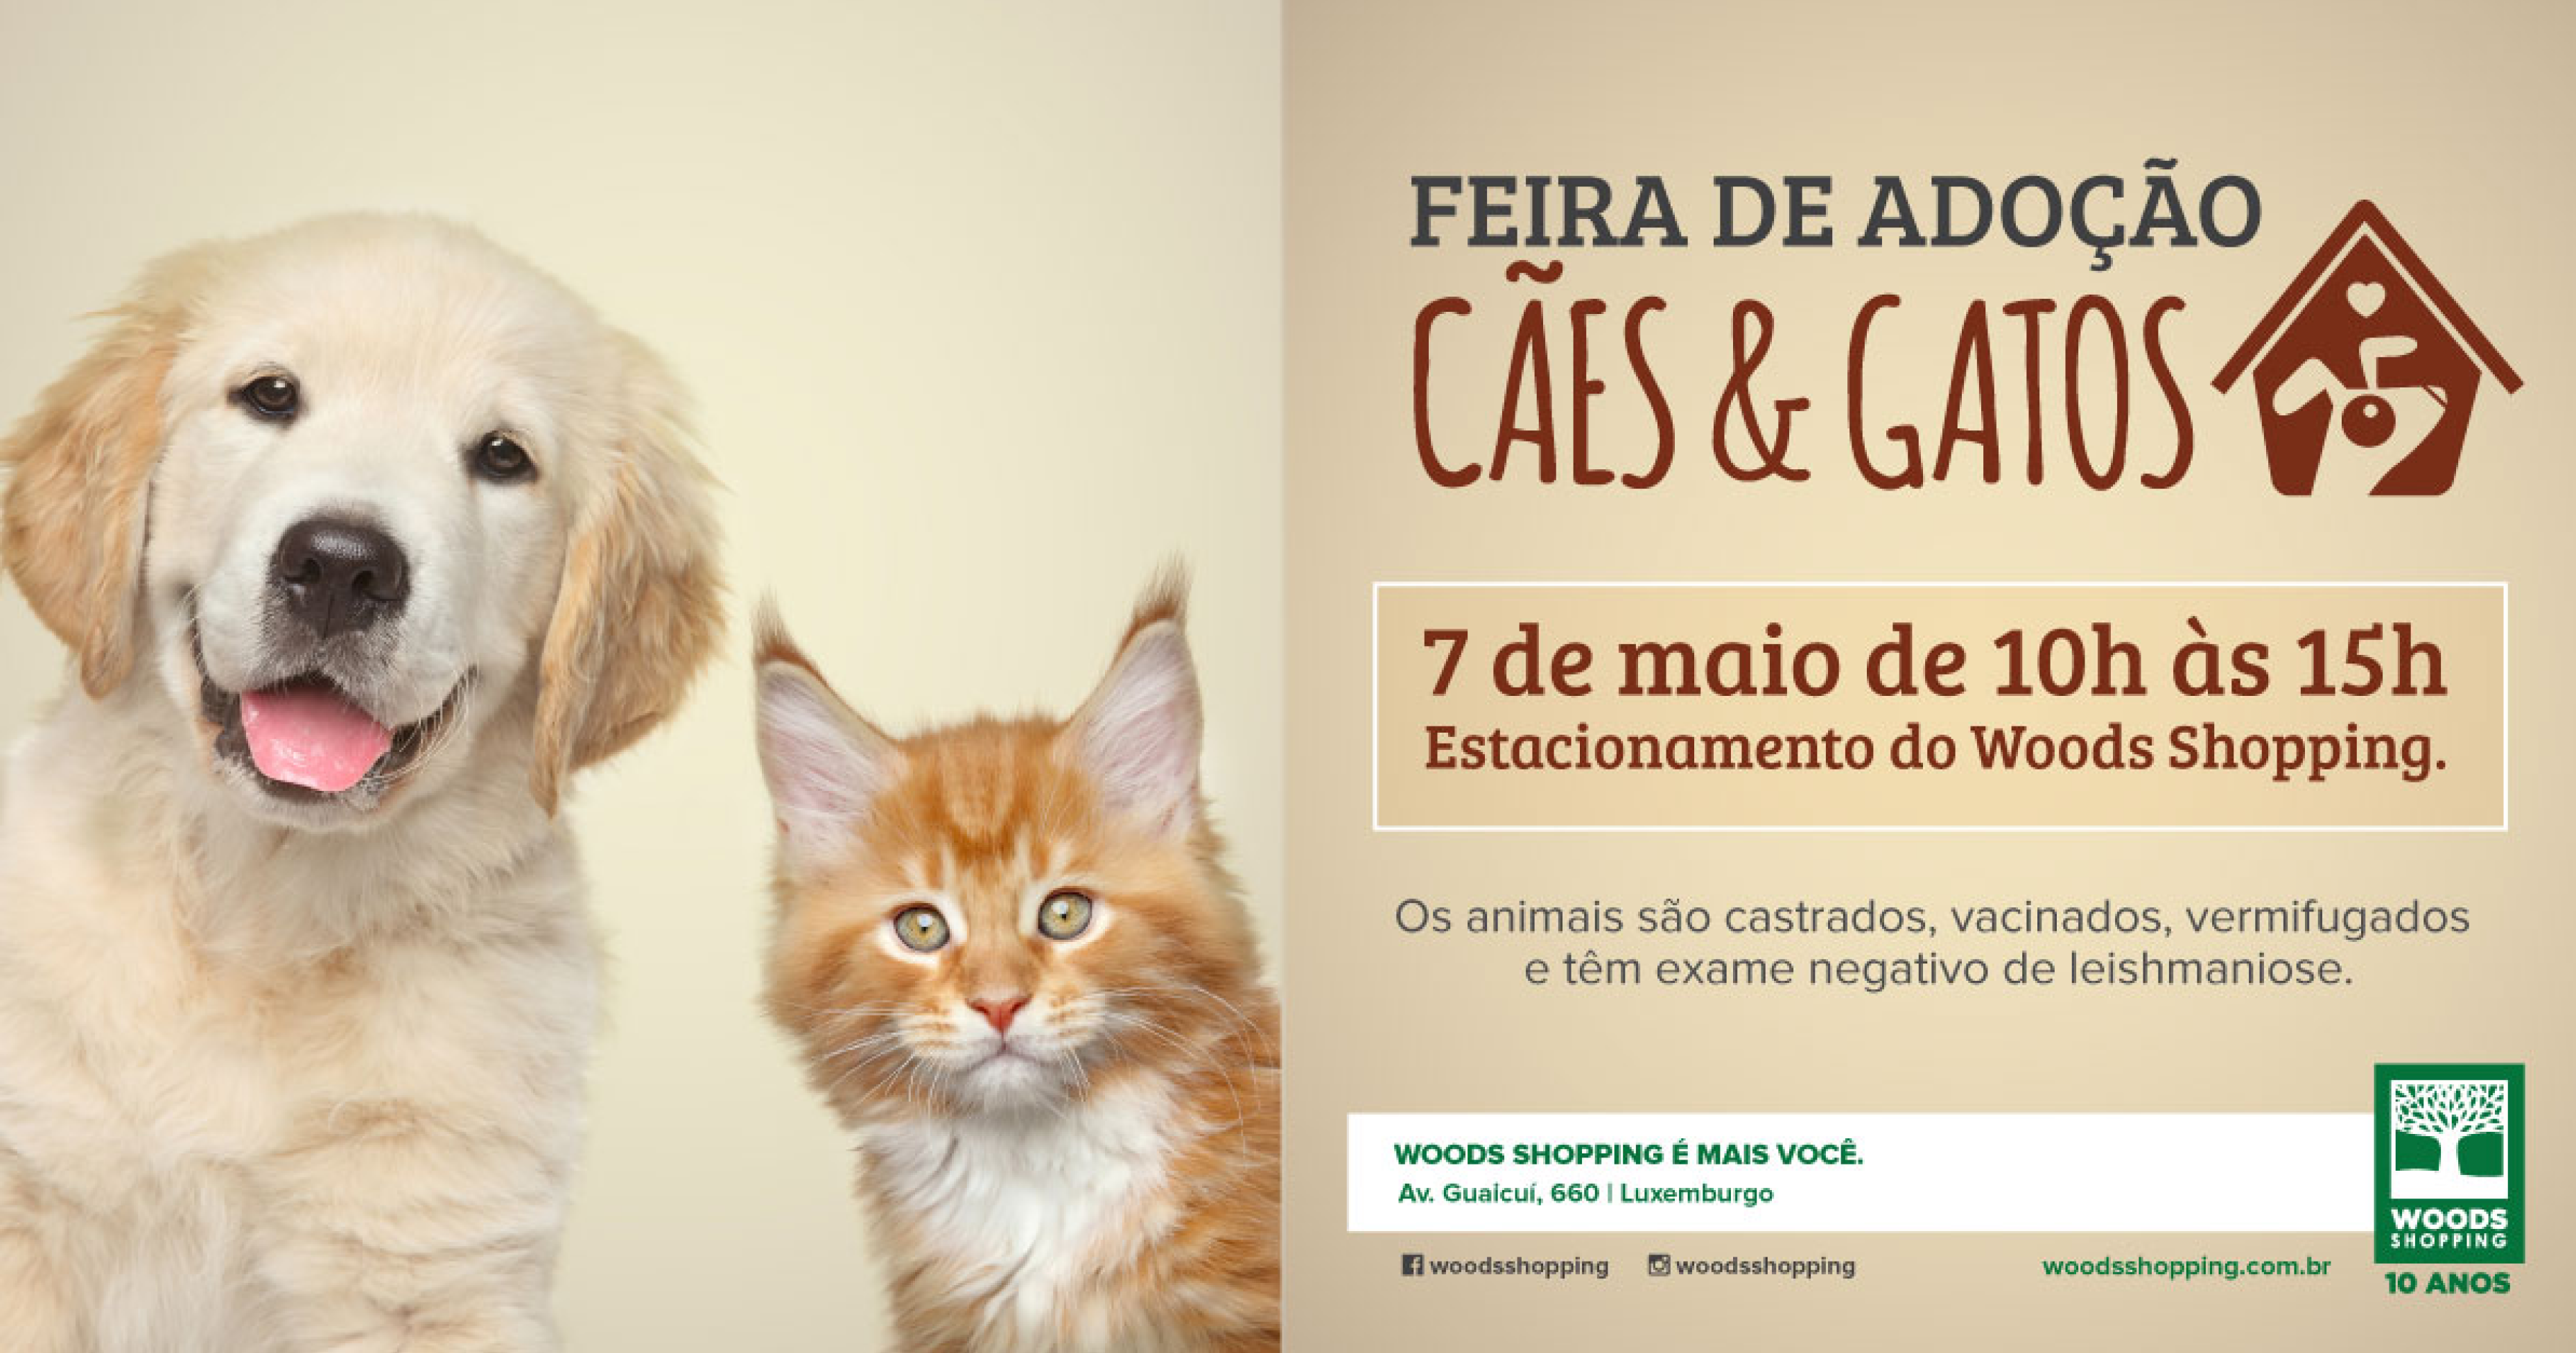 FEIRA DE ADOÇÃO
CÃES & GATOS
7 de maio de 10h às 15h
Estacionamento do Woods Shopping.
Os animais são castrados, vacinados, vermifugados
e têm exame negativo de leishmaniose.
WOODS SHOPPING É MAIS VOCÊ.
Av. Guaicuí, 660 | Luxemburgo
woodsshopping woodsshopping woodsshopping.com.br
WOODS
SHOPPING
10 ANOS